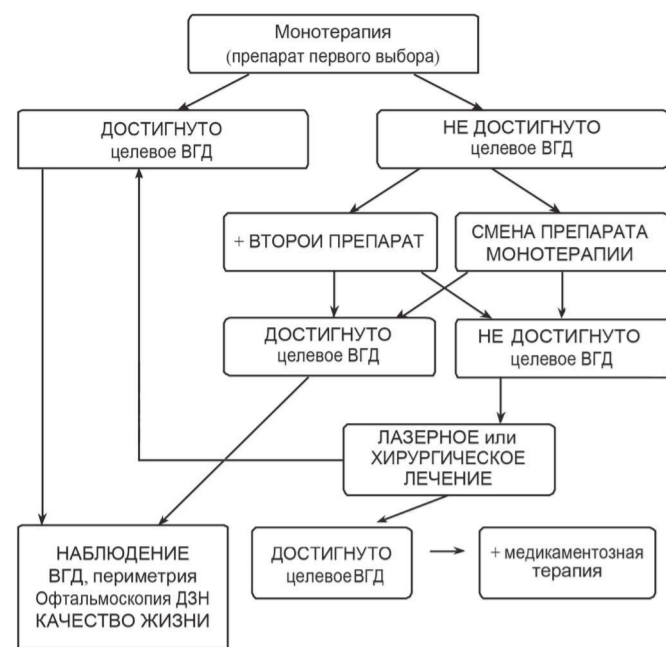 Монотерапия
(препарат первого выбора)
ДОСТИГНУТО
целевое ВГД
НЕ ДОСТИГНУТО
целевое ВГД
+ ВТОРОИ ПРЕПАРАТ
СМЕНА ПРЕПАРАТА
МОНОТЕРАПИИ
ДОСТИГНУТО
целевое ВГД
НЕ ДОСТИГНУТО
целевое ВГД
ЛАЗЕРНОЕ или
ХИРУРГИЧЕСКОЕ
ЛЕЧЕНИЕ
НАБЛЮДЕНИЕ
ВГД, периметрия
Офтальмоскопия ДЗН
КАЧЕСТВО ЖИЗНИ
ДОСТИГНУТО
целевоеВГД
+ медикаментозная
терапия